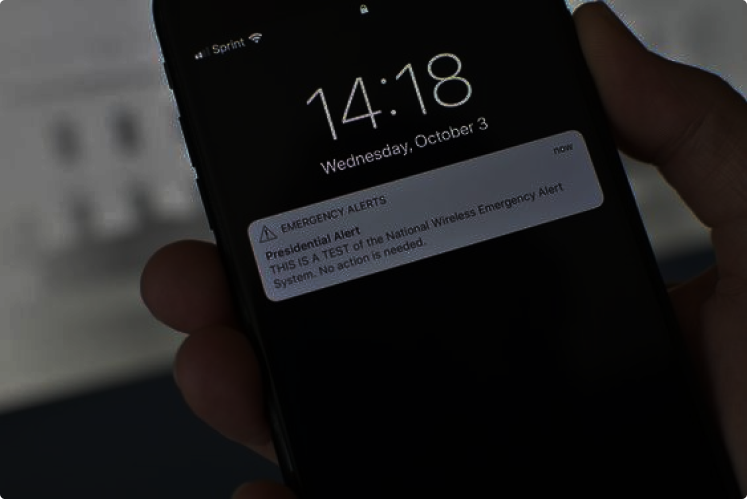 Sprint
14:18
Wednesday, October 3
EMERGENCY ALERTS now
Presidential Alert
THIS IS A TEST of the National Wireless Emergency Alert
System. No action is needed.